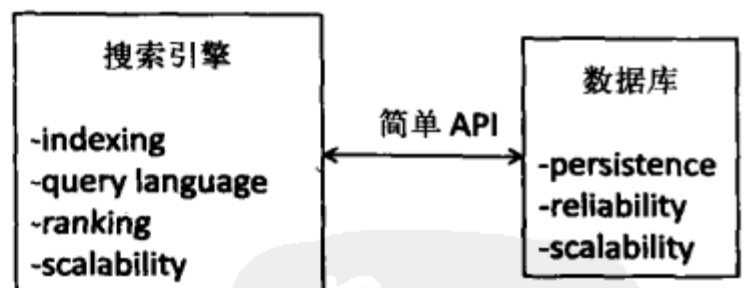 搜索引擎
-indexing
-query language
-ranking
-scalability
简单 API
数据库
-persistence
-reliability
-scalability